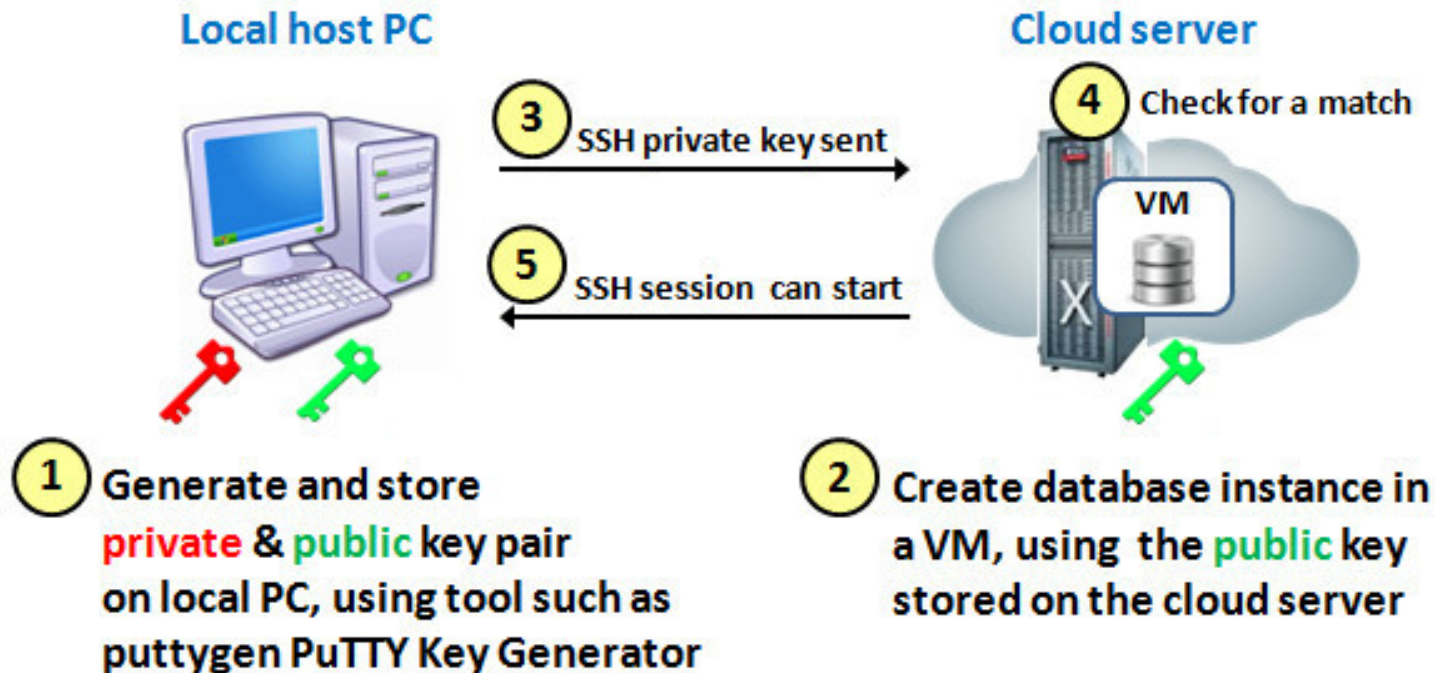 Local host PC
Cloud server
3
SSH private key sent
4
Check for a match
VM
5
SSH session can start
X
1
Generate and store
private & public key pair
on local PC, using tool such as
puttygen PuTTY Key Generator
2
Create database instance in
a VM, using the public key
stored on the cloud server